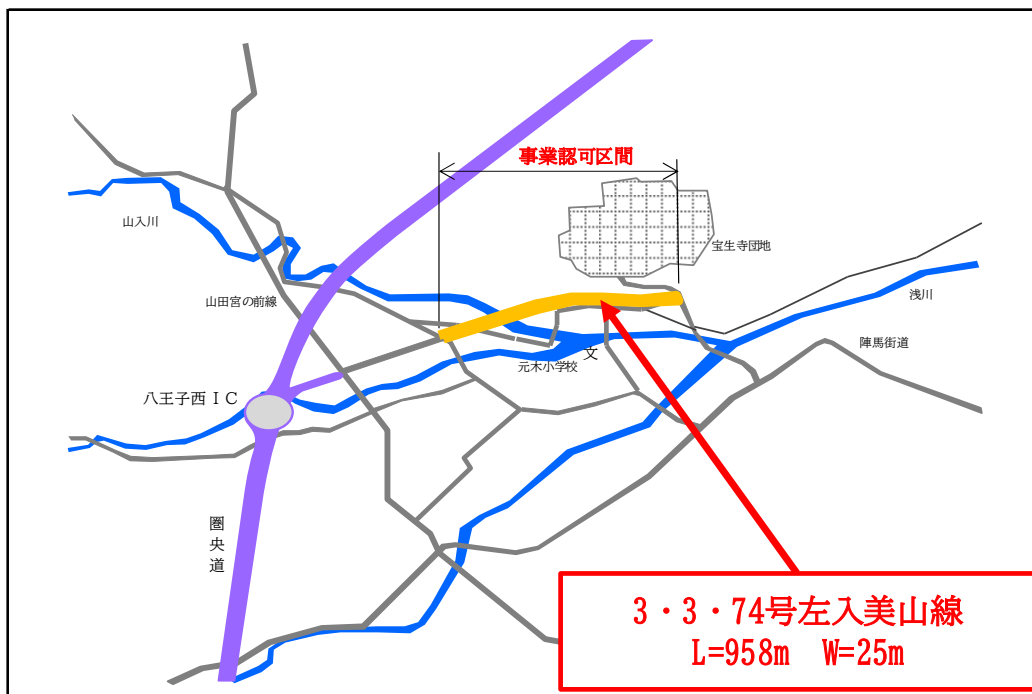 事業認可区間
山入川
宝生寺団地
山田宮の前線
浅川
陣馬街道
文
元木小学校
八王子西ＩＣ
圏央道
3・3・74号左入美山線
L=958m　W=25m